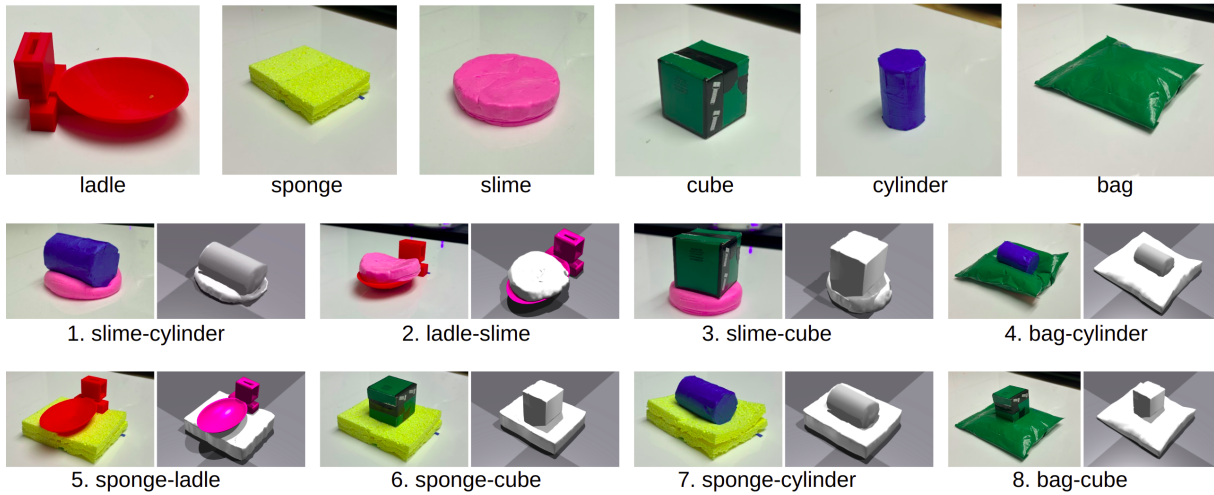 ladle
sponge
slime
cube
cylinder
bag
1. slime-cylinder
2. ladle-slime
3. slime-cube
4. bag-cylinder
5. sponge-ladle
6. sponge-cube
7. sponge-cylinder
8. bag-cube